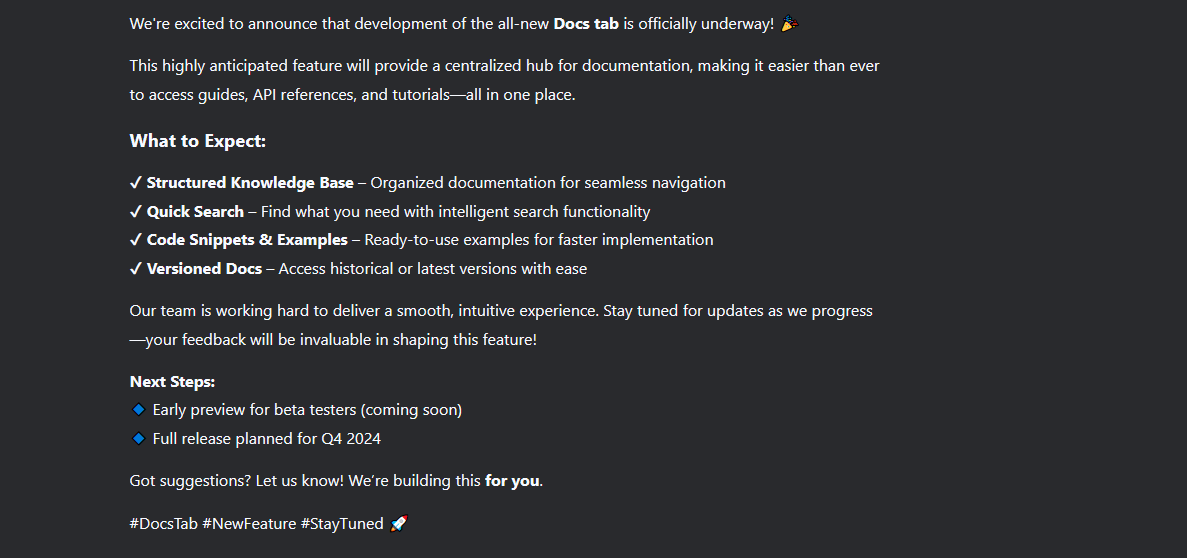 We're excited to announce that development of the all-new Docs tab is officially underway! 🎉
This highly anticipated feature will provide a centralized hub for documentation, making it easier than ever
to access guides, API references, and tutorials—all in one place.
What to Expect:
✔ Structured Knowledge Base – Organized documentation for seamless navigation
✔ Quick Search – Find what you need with intelligent search functionality
✔ Code Snippets & Examples – Ready-to-use examples for faster implementation
✔ Versioned Docs – Access historical or latest versions with ease
Our team is working hard to deliver a smooth, intuitive experience. Stay tuned for updates as we progress
—your feedback will be invaluable in shaping this feature!
Next Steps:
🔹 Early preview for beta testers (coming soon)
🔹 Full release planned for Q4 2024
Got suggestions? Let us know! We’re building this for you.
#DocsTab #NewFeature #StayTuned 🚀